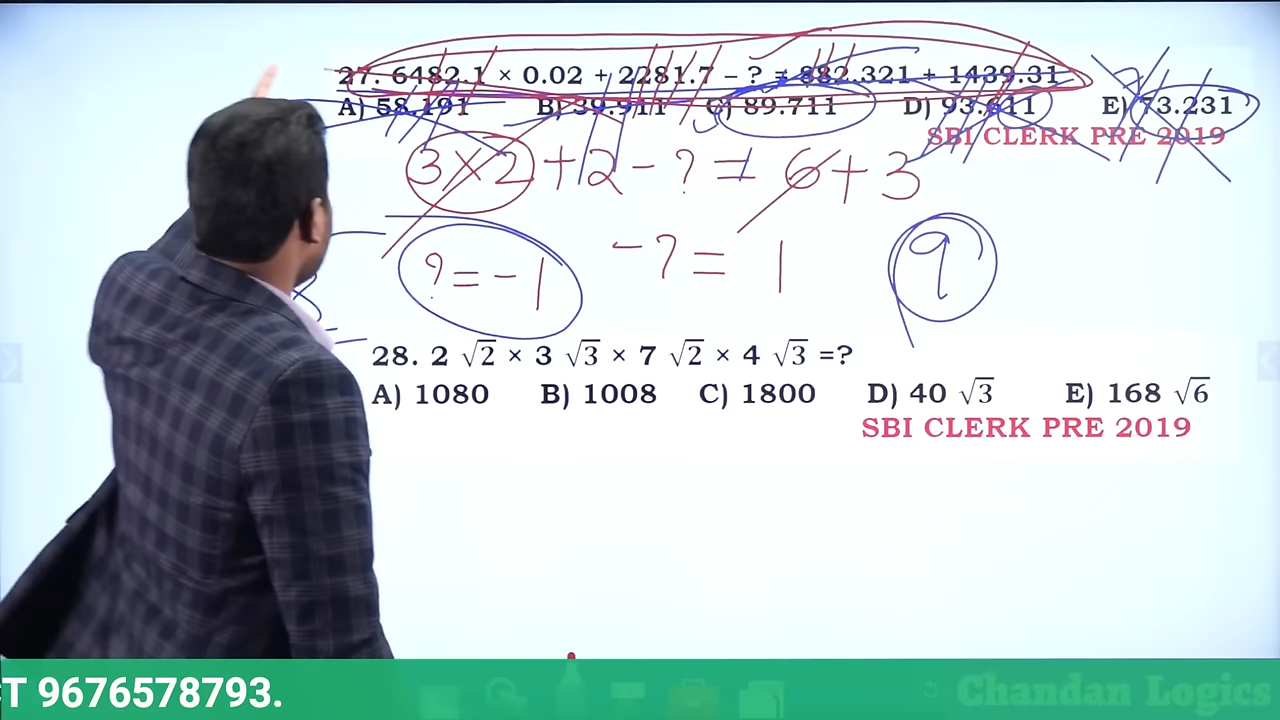 27. 6482.1 × 0.02 + 2281.7 – ? = 882.321 + 1439.31
A) 58.191 B) 39.911 C) 89.711 D) 93.611 E) 73.231
SBI CLERK PRE 2019
3×2 + 2 - ? = 6 + 3
? = -1 -? = 1 9
28. 2 √2 × 3 √3 × 7 √2 × 4 √3 =?
A) 1080 B) 1008 C) 1800 D) 40 √3 E) 168 √6
SBI CLERK PRE 2019
T 9676578793.
Chandan Logics